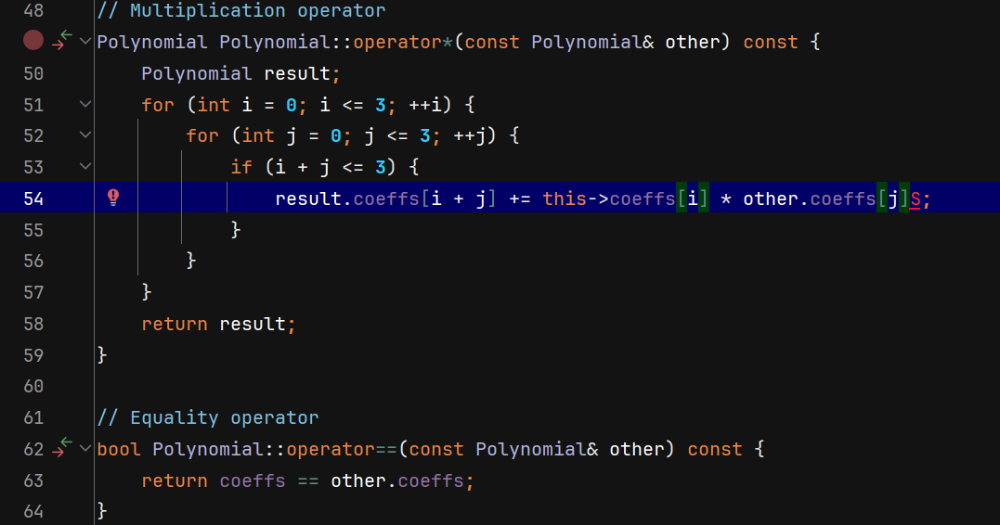 48 // Multiplication operator
Polynomial Polynomial::operator*(const Polynomial& other) const {
50     Polynomial result;
51     for (int i = 0; i <= 3; ++i) {
52         for (int j = 0; j <= 3; ++j) {
53             if (i + j <= 3) {
54                 result.coeffs[i + j] += this->coeffs[i] * other.coeffs[j]S;
55             }
56         }
57     }
58     return result;
59 }
60
61 // Equality operator
62 bool Polynomial::operator==(const Polynomial& other) const {
63     return coeffs == other.coeffs;
64 }